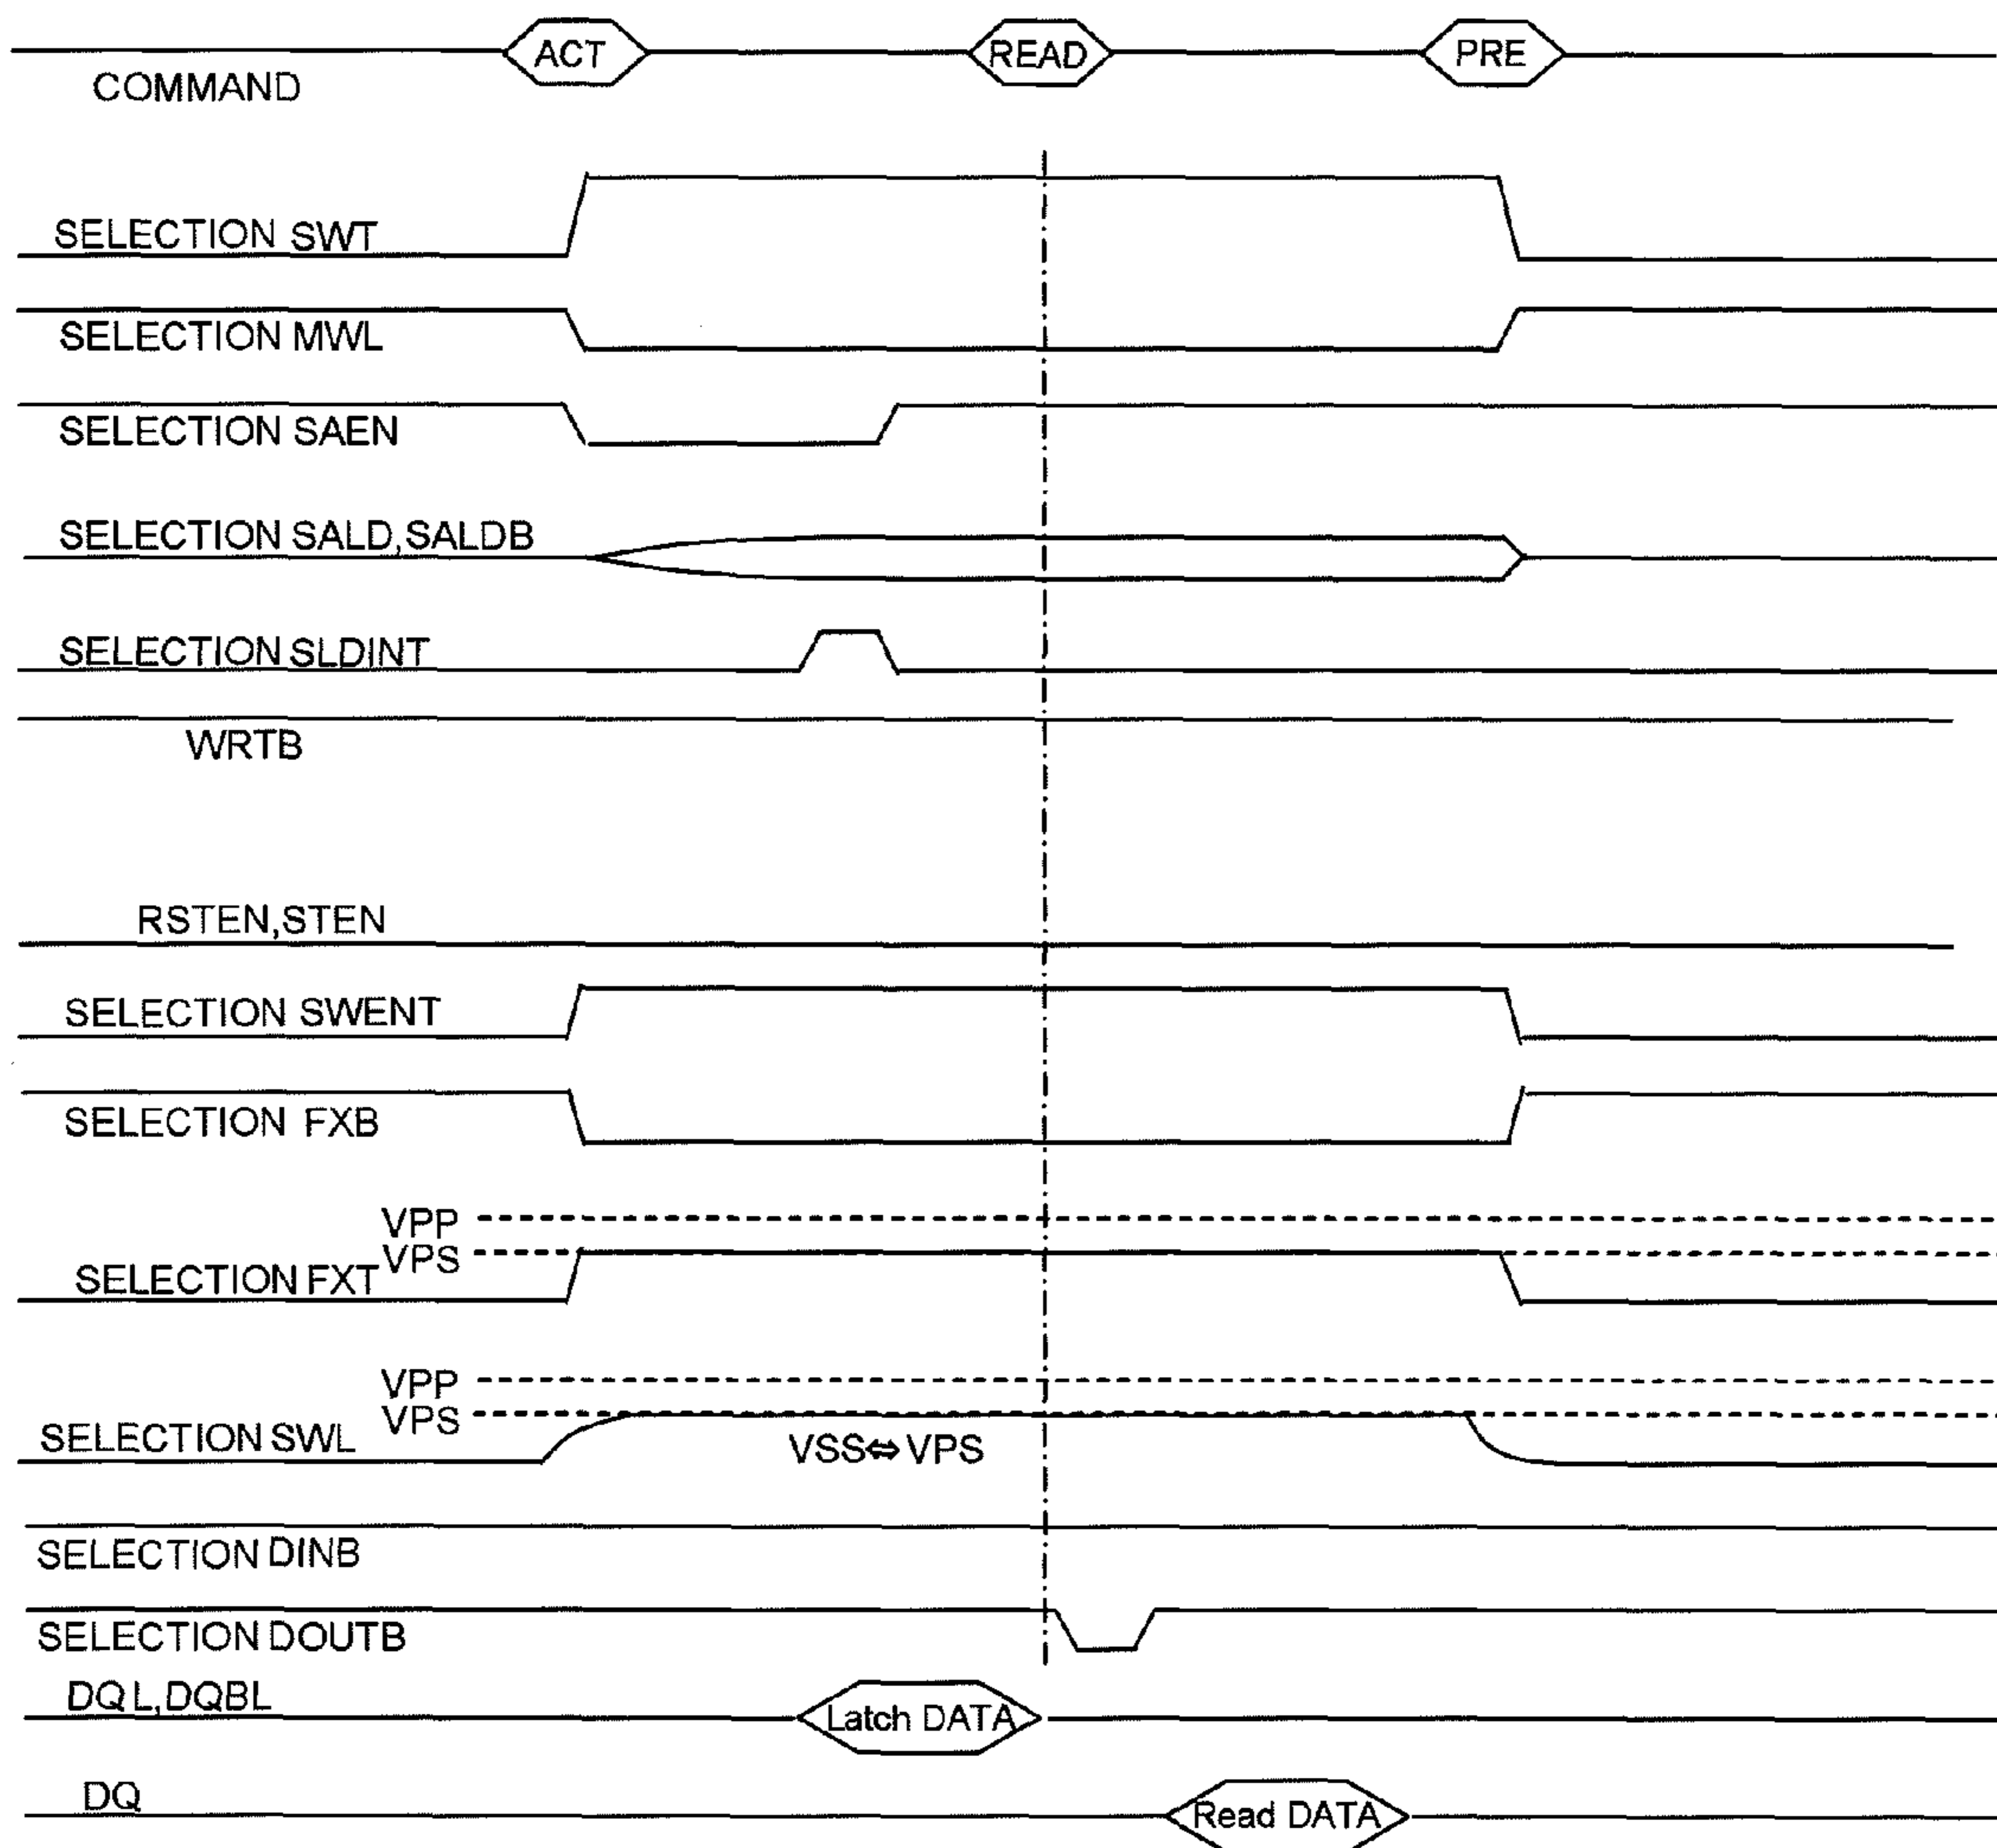 ACT READ PRE
COMMAND
SELECTION SWT
SELECTION MWL
SELECTION SAEN
SELECTION SALD,SALDB
SELECTION SLDINT
WRTB
RSTEN,STEN
SELECTION SWENT
SELECTION FXB
VPP
VPS
SELECTION FXT
VPP
VPS
SELECTION SWL
VSS⇔VPS
SELECTION DINB
SELECTION DOUTB
DQL,DQBL
Latch DATA
DQ
Read DATA